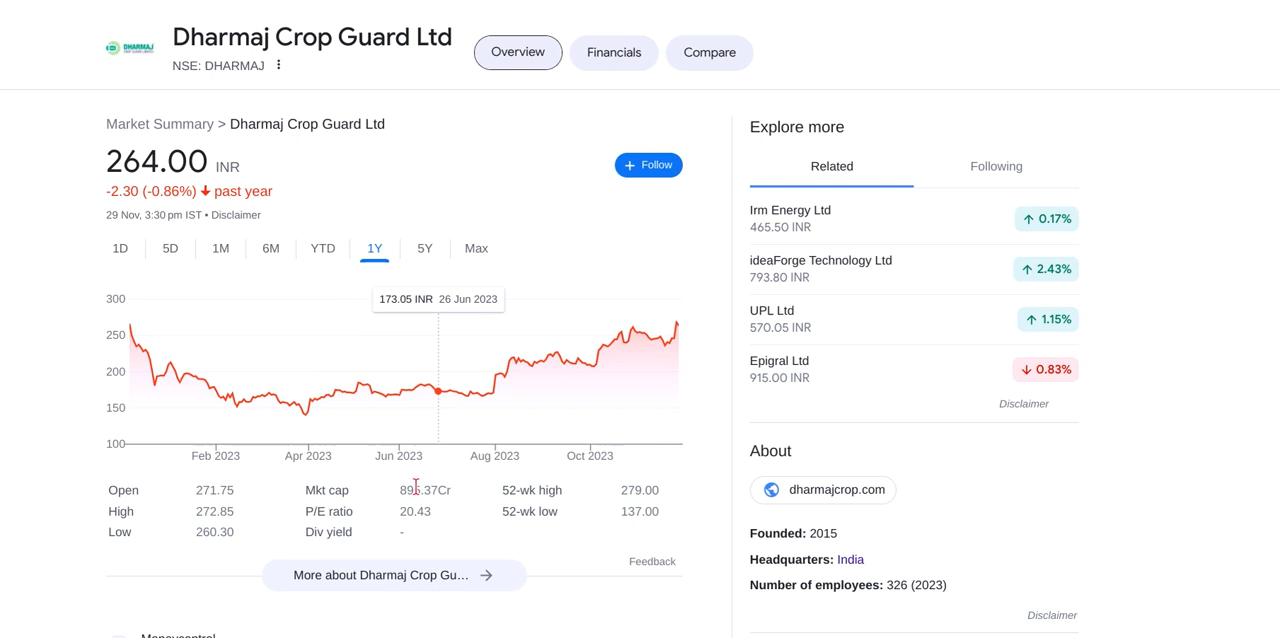 DHARMAJ
CROP GUARD LIMITED
Dharmaj Crop Guard Ltd
NSE: DHARMAJ
Overview
Financials
Compare
Market Summary > Dharmaj Crop Guard Ltd
264.00 INR
+ Follow
-2.30 (-0.86%) past year
29 Nov, 3:30 pm IST • Disclaimer
1D 5D 1M 6M YTD 1Y 5Y Max
173.05 INR 26 Jun 2023
300
250
200
150
100
Feb 2023 Apr 2023 Jun 2023 Aug 2023 Oct 2023
Open 271.75 Mkt cap 895.37Cr 52-wk high 279.00
High 272.85 P/E ratio 20.43 52-wk low 137.00
Low 260.30 Div yield -
Feedback
More about Dharmaj Crop Gu... →
Moneycontrol
Explore more
Related Following
Irm Energy Ltd
465.50 INR
↑ 0.17%
ideaForge Technology Ltd
793.80 INR
↑ 2.43%
UPL Ltd
570.05 INR
↑ 1.15%
Epigral Ltd
915.00 INR
↓ 0.83%
Disclaimer
About
dharmajcrop.com
Founded: 2015
Headquarters: India
Number of employees: 326 (2023)
Disclaimer